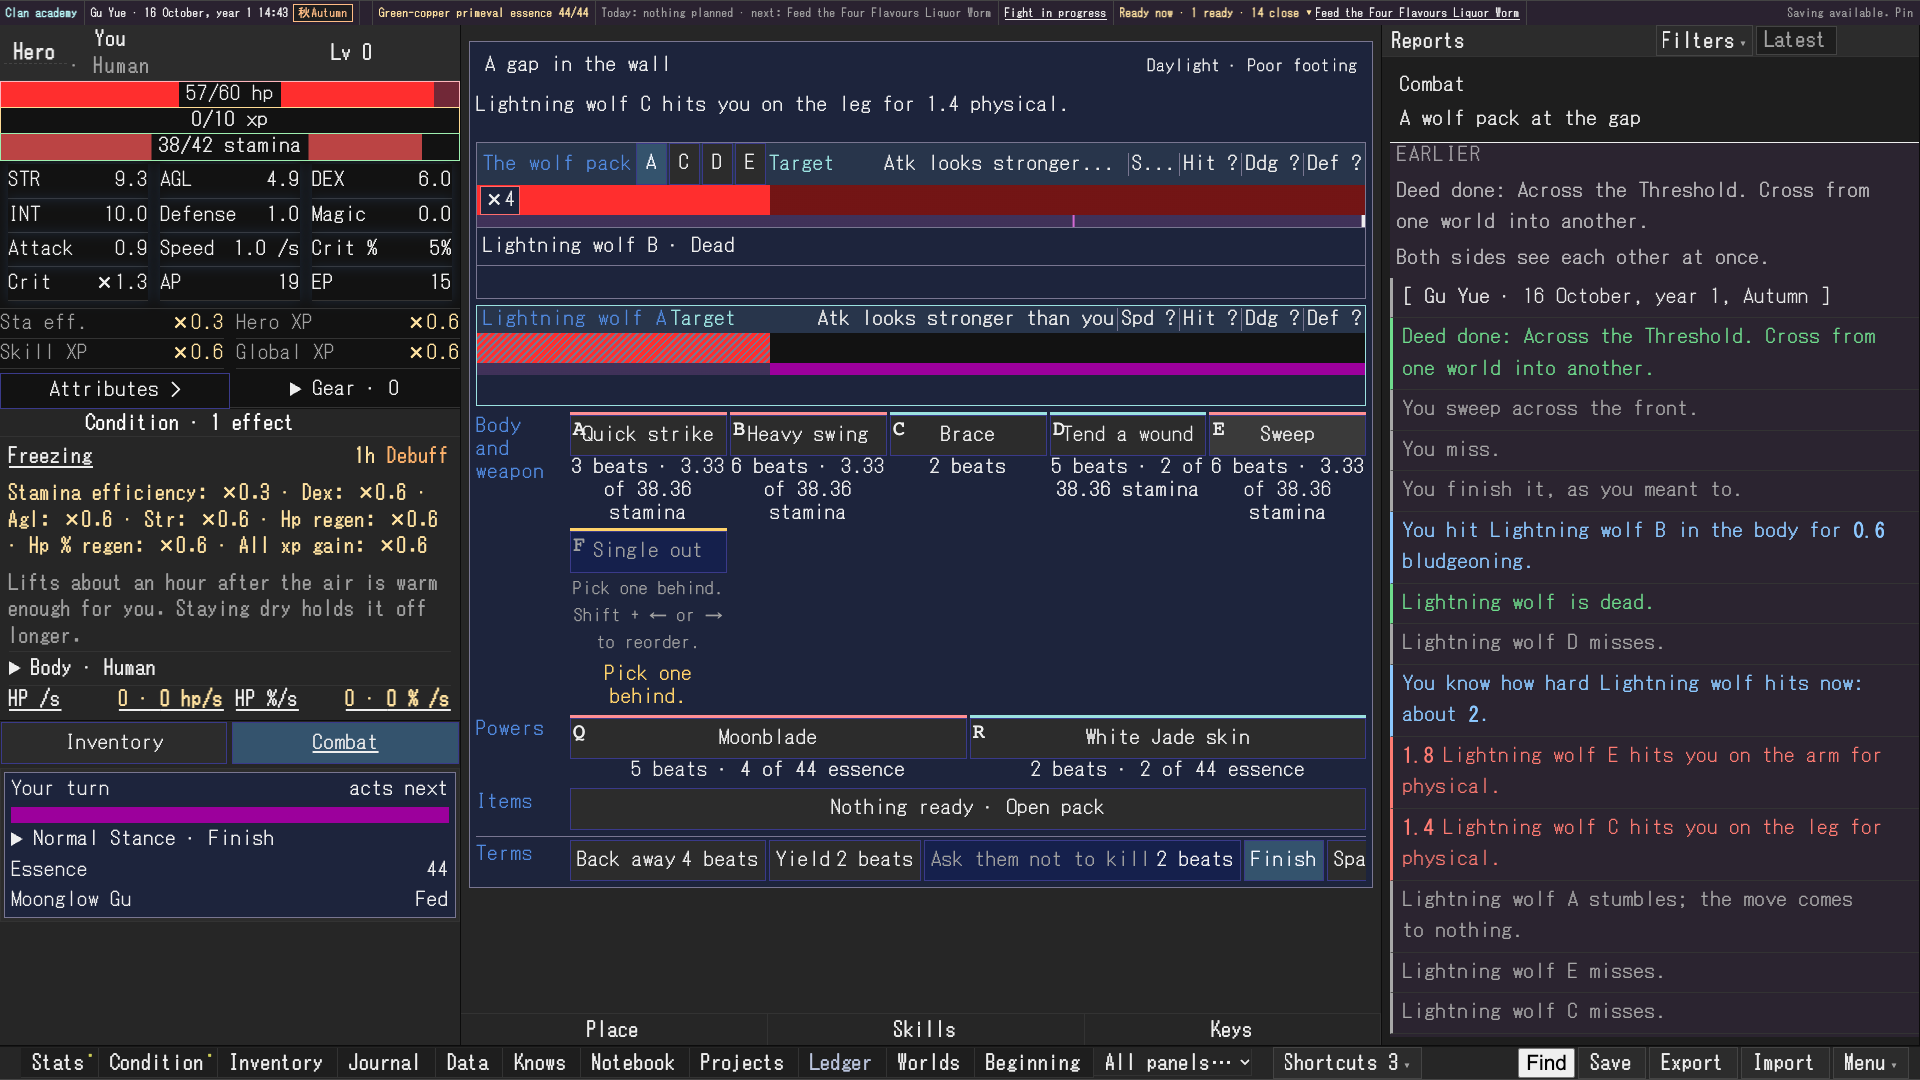 Clan academy Gu Yue · 16 October, year 1 14:43 秋Autumn Green-copper primeval essence 44/44 Today: nothing planned · next: Feed the Four Flavours Liquor Worm Fight in progress Ready now · 1 ready · 14 close ▾ Feed the Four Flavours Liquor Worm Saving available. Pin
Hero · You Lv 0
Human
57/60 hp
0/10 xp
38/42 stamina
STR 9.3 AGL 4.9 DEX 6.0
INT 10.0 Defense 1.0 Magic 0.0
Attack 0.9 Speed 1.0 /s Crit % 5%
Crit ×1.3 AP 19 EP 15
Sta eff. ×0.3 Hero XP ×0.6
Skill XP ×0.6 Global XP ×0.6
Attributes > ▶ Gear · 0
Condition · 1 effect
Freezing 1h Debuff
Stamina efficiency: ×0.3 · Dex: ×0.6 ·
Agl: ×0.6 · Str: ×0.6 · Hp regen: ×0.6
· Hp % regen: ×0.6 · All xp gain: ×0.6
Lifts about an hour after the air is warm
enough for you. Staying dry holds it off
longer.
▶ Body · Human
HP /s 0 · 0 hp/s HP %/s 0 · 0 % /s
Inventory Combat
Your turn acts next
▶ Normal Stance · Finish
Essence 44
Moonglow Gu Fed
A gap in the wall Daylight · Poor footing
Lightning wolf C hits you on the leg for 1.4 physical.
The wolf pack A C D E Target Atk looks stronger... |S...|Hit ?|Ddg ?|Def ?
×4
Lightning wolf B · Dead
Lightning wolf A Target Atk looks stronger than you|Spd ?|Hit ?|Ddg ?|Def ?
Body and weapon
A Quick strike
3 beats · 3.33 of 38.36 stamina
B Heavy swing
6 beats · 3.33 of 38.36 stamina
C Brace
2 beats
D Tend a wound
5 beats · 2 of 38.36 stamina
E Sweep
6 beats · 3.33 of 38.36 stamina
F Single out
Pick one behind.
Shift + ← or →
to reorder.
Pick one
behind.
Powers
Q Moonblade
5 beats · 4 of 44 essence
R White Jade skin
2 beats · 2 of 44 essence
Items Nothing ready · Open pack
Terms Back away 4 beats Yield 2 beats Ask them not to kill 2 beats Finish Spa
Place Skills Keys
Reports Filters ▾ Latest
Combat
A wolf pack at the gap
EARLIER
Deed done: Across the Threshold. Cross from
one world into another.
Both sides see each other at once.
[ Gu Yue · 16 October, year 1, Autumn ]
Deed done: Across the Threshold. Cross from
one world into another.
You sweep across the front.
You miss.
You finish it, as you meant to.
You hit Lightning wolf B in the body for 0.6
bludgeoning.
Lightning wolf is dead.
Lightning wolf D misses.
You know how hard Lightning wolf hits now:
about 2.
1.8 Lightning wolf E hits you on the arm for
physical.
1.4 Lightning wolf C hits you on the leg for
physical.
Lightning wolf A stumbles; the move comes
to nothing.
Lightning wolf E misses.
Lightning wolf C misses.
Stats Condition Inventory Journal Data Knows Notebook Projects Ledger Worlds Beginning All panels… Shortcuts 3 ▾ Find Save Export Import Menu ▾